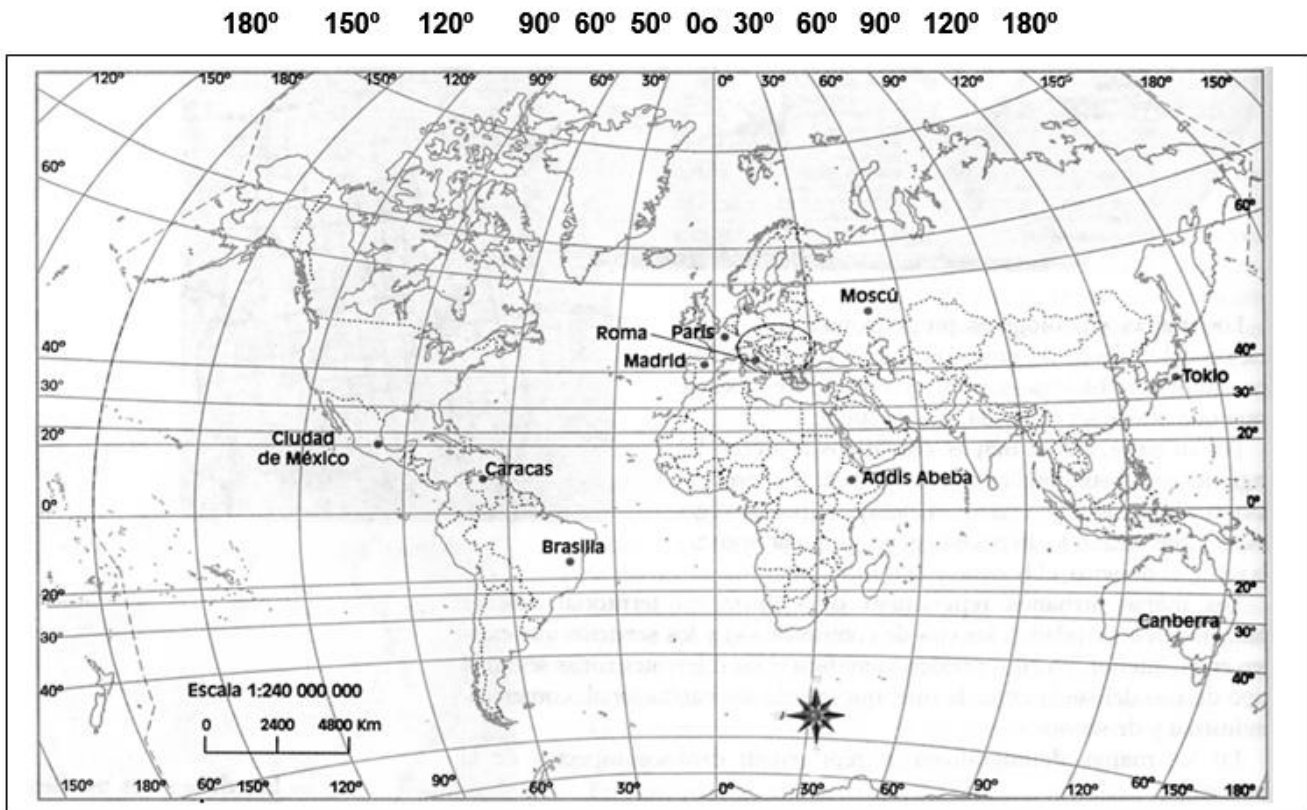 180º 150º 120º 90º 60º 50º 0o 30º 60º 90º 120º 180º
120º 150º 180º 150º 120º 90º 60º 30º 0º 30º 60º 90º 120º 150º 180º 150º
60º
60º
Moscú
Roma París
Madrid
40º
40º
Tokio
30º
30º
20º
20º
Ciudad
de México
Caracas
Addis Abeba
0º
0º
Brasilia
20º
20º
Canberra
30º
30º
40º
40º
Escala 1:240 000 000
0 2400 4800 Km
150º 180º 60º 150º 120º 90º 60º 30º 0º 30º 60º 90º 120º 60º 150º 180º